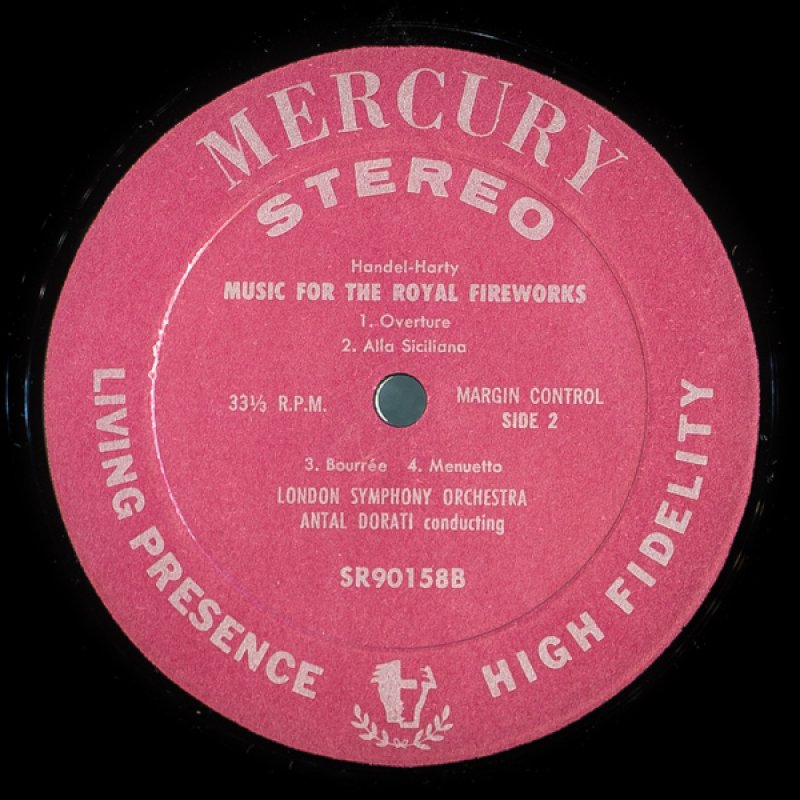 MERCURY
STEREO
Handel-Harty
MUSIC FOR THE ROYAL FIREWORKS
1. Overture
2. Alla Siciliana
33⅓ R.P.M.
MARGIN CONTROL
SIDE 2
3. Bourrée 4. Menuetto
LONDON SYMPHONY ORCHESTRA
ANTAL DORATI conducting
SR90158B
LIVING PRESENCE
HIGH FIDELITY